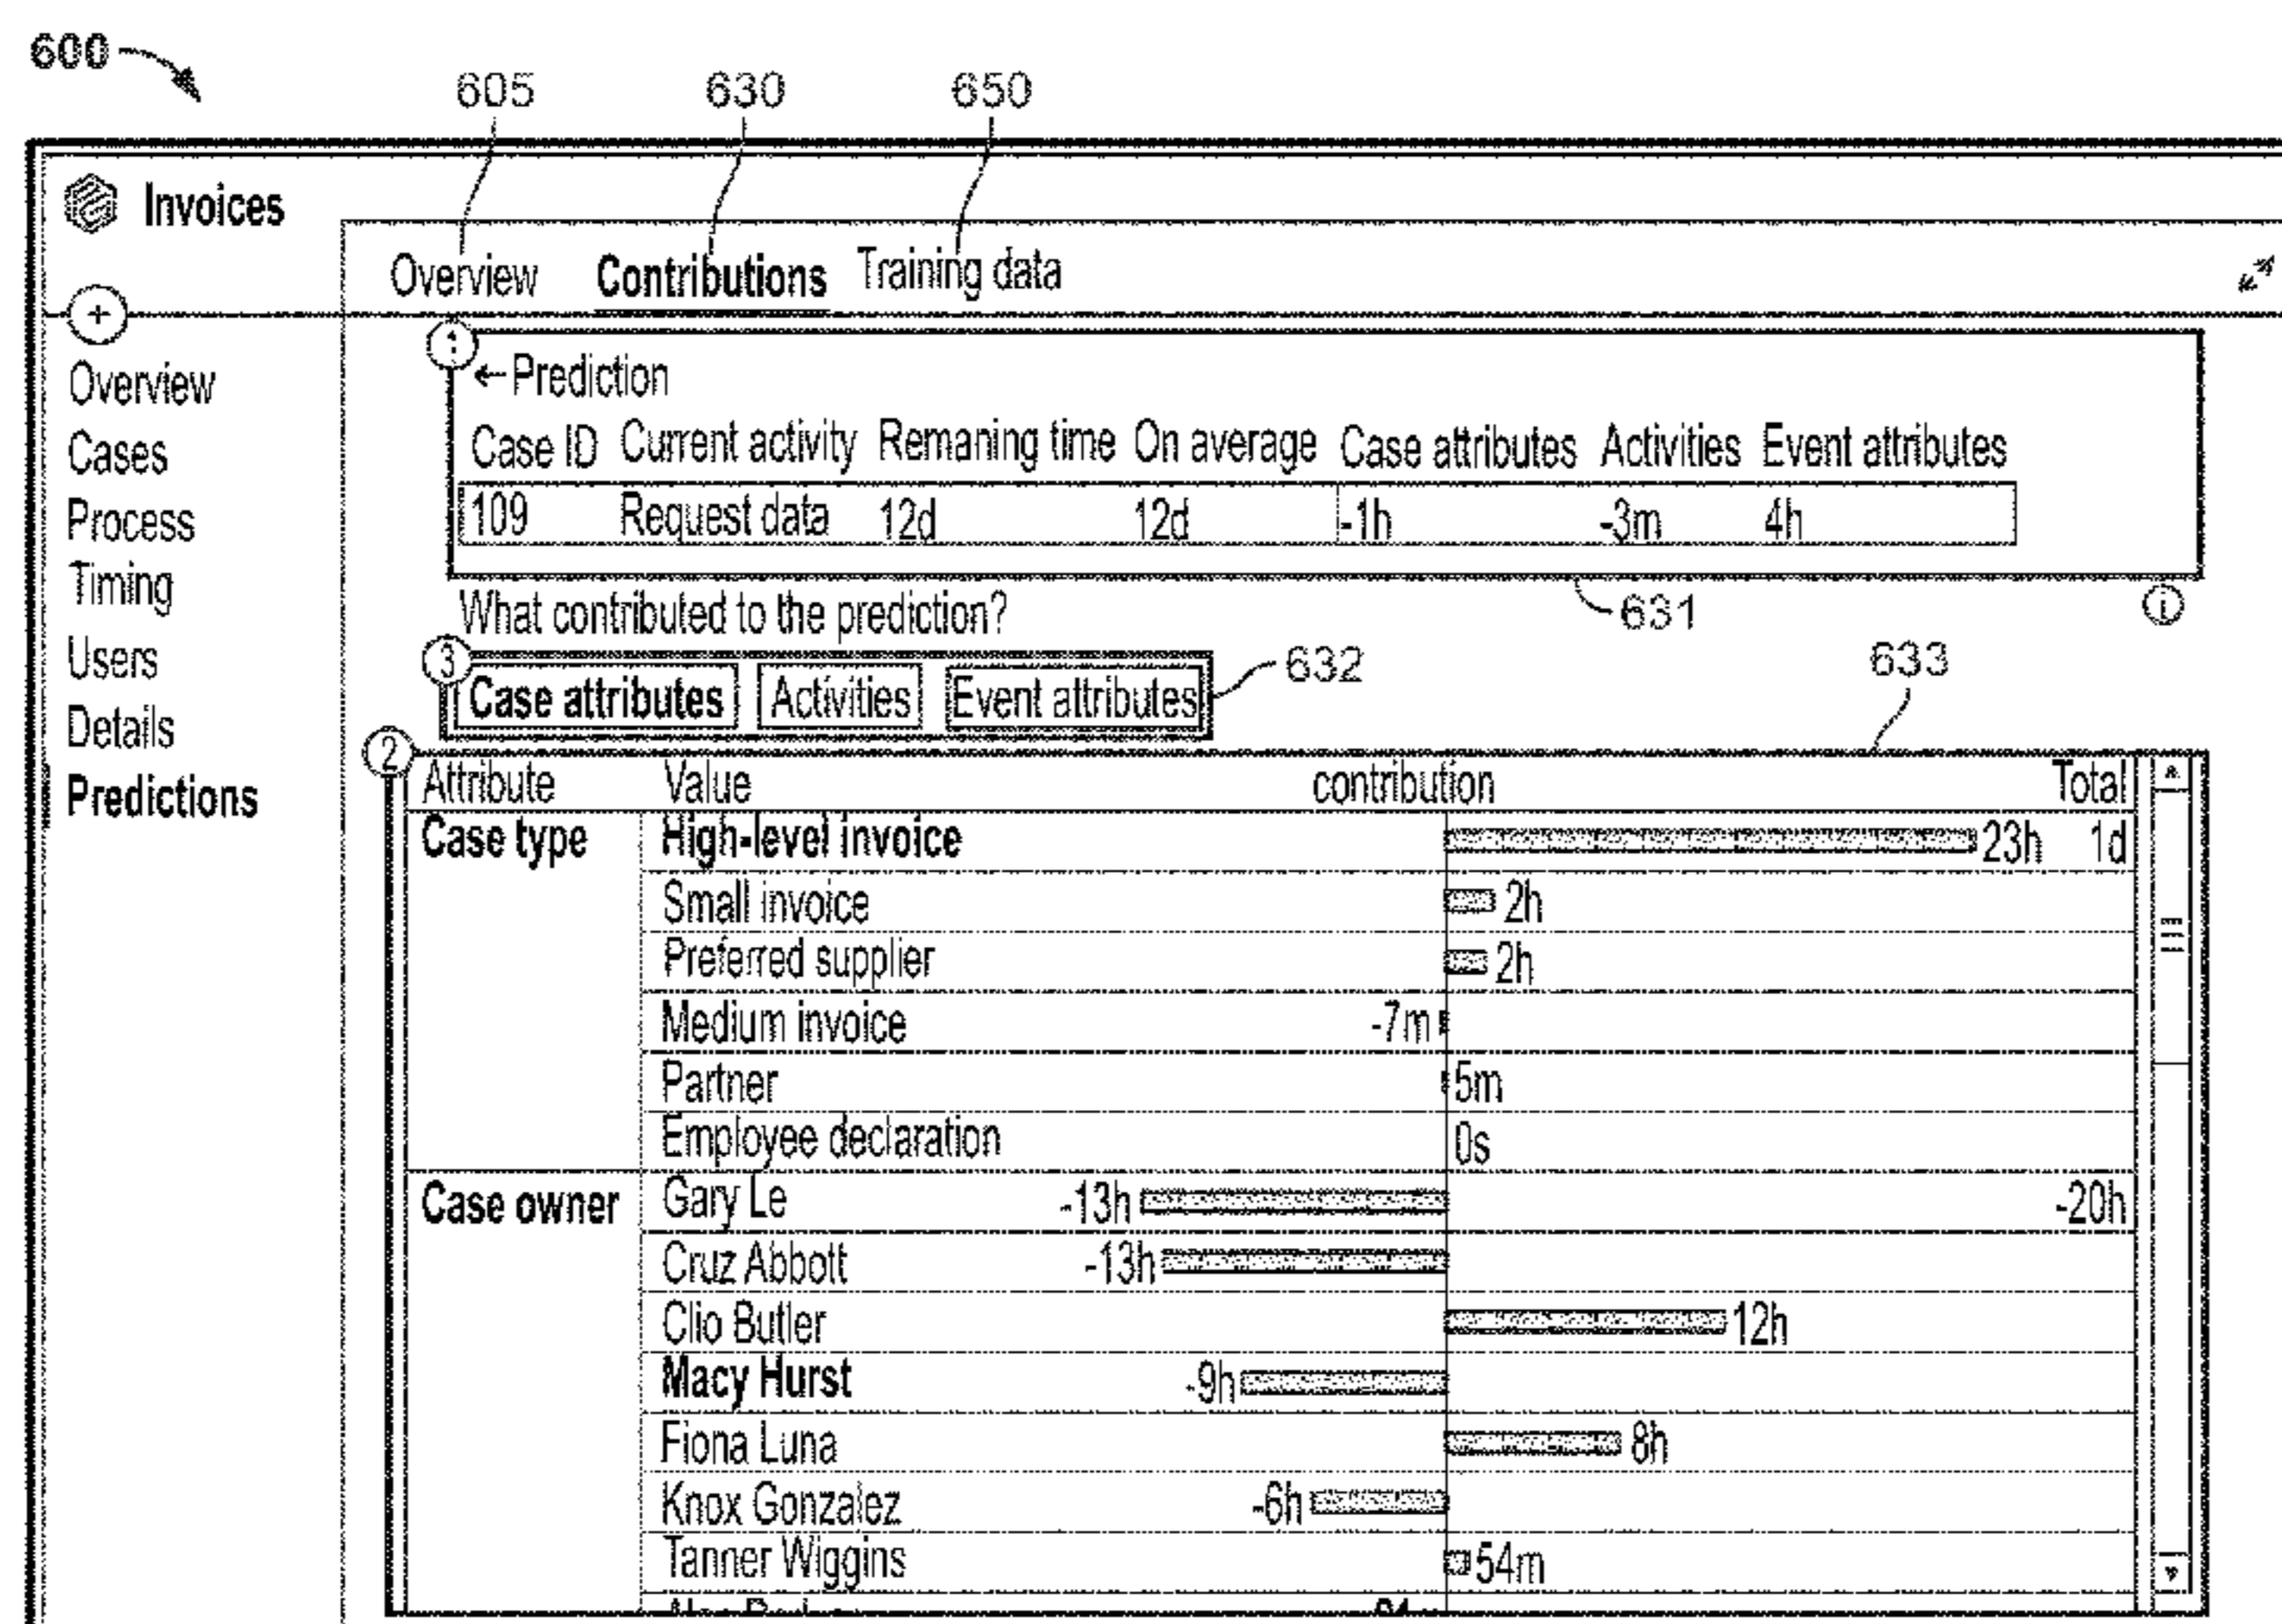 600
605 630 650
Invoices
Overview Contributions Training data
+
Overview
Cases
Process
Timing
Users
Details
Predictions
1
←Prediction
Case ID Current activity Remaning time On average Case attributes Activities Event attributes
109 Request data 12d 12d -1h -3m 4h
631
i
What contributed to the prediction?
3
Case attributes Activities Event attributes
632
633
2
Attribute Value contribution Total
Case type High-level invoice 23h 1d
Small invoice 2h
Preferred supplier 2h
Medium invoice -7m
Partner 5m
Employee declaration 0s
Case owner Gary Le -13h -20h
Cruz Abbott -13h
Clio Butler 12h
Macy Hurst -9h
Fiona Luna 8h
Knox Gonzalez -6h
Tanner Wiggins 54m